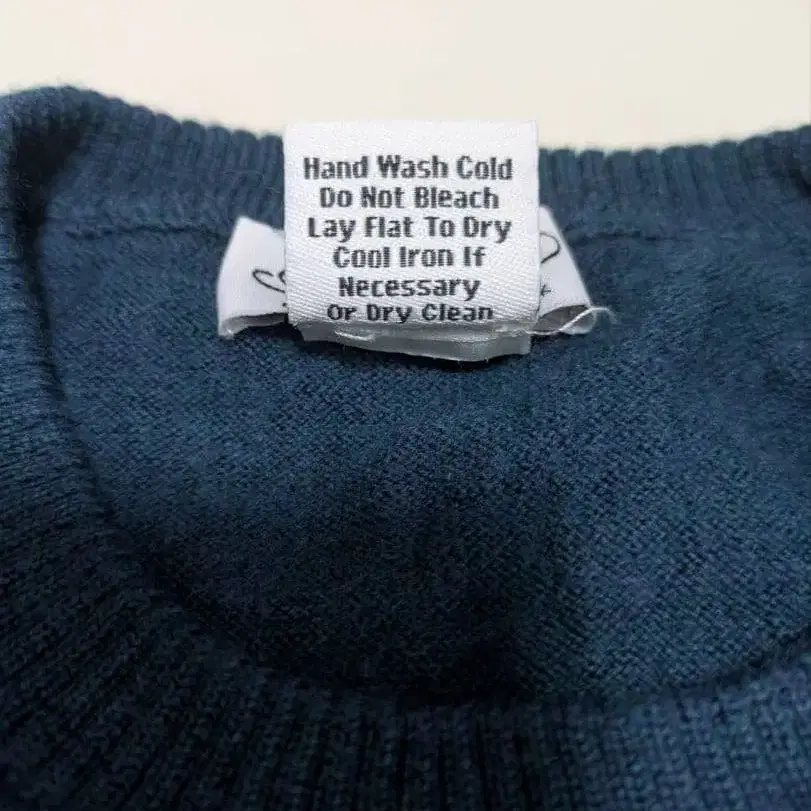 Hand Wash Cold
Do Not Bleach
Lay Flat To Dry
Cool Iron If
Necessary
Or Dry Clean